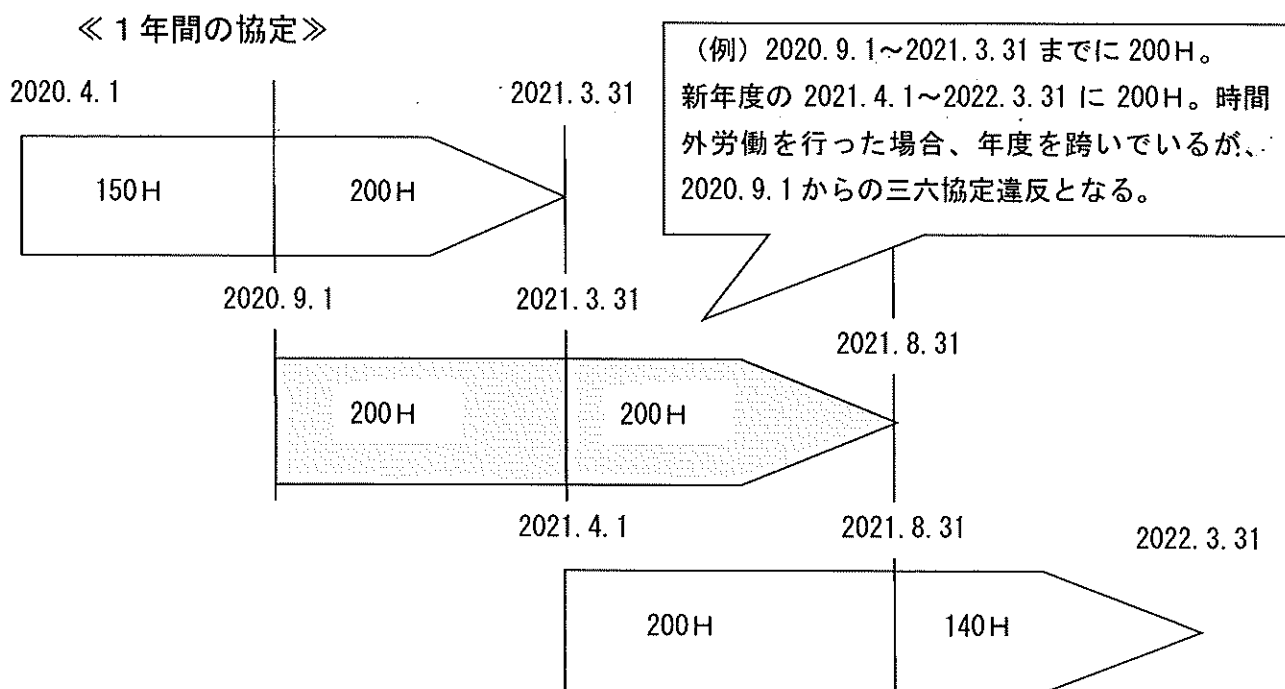 ≪１年間の協定≫
（例）2020.9.1～2021.3.31 までに 200H。
新年度の 2021.4.1～2022.3.31 に 200H。時間
外労働を行った場合、年度を跨いでいるが、
2020.9.1 からの三六協定違反となる。
2020.4.1
2021.3.31
150H
200H
2020.9.1
2021.3.31
2021.8.31
200H
200H
2021.4.1
2021.8.31
2022.3.31
200H
140H